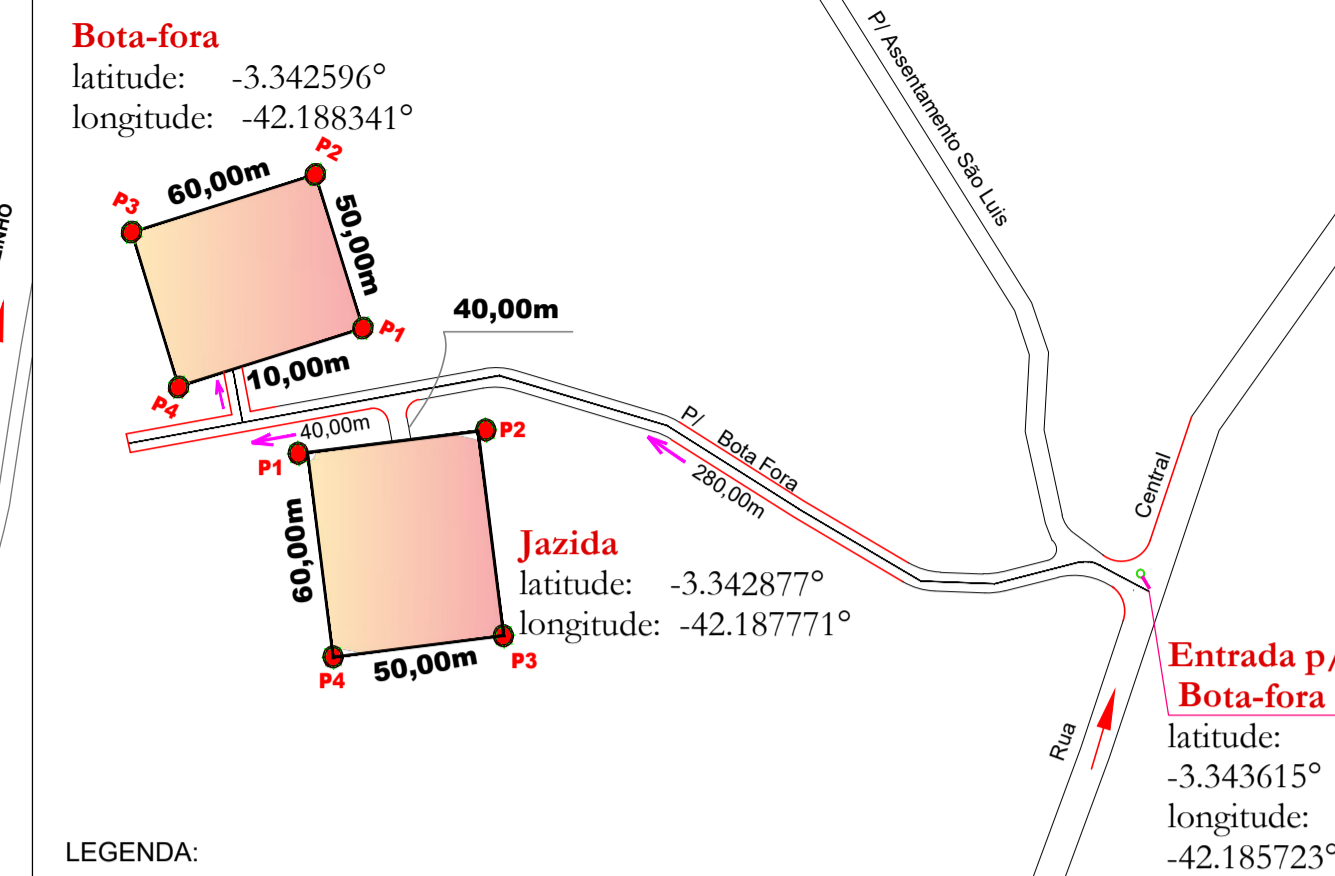 Bota-fora
latitude: -3.342596°
longitude: -42.188341°
P2
60,00m
P3
50,00m
P1
10,00m
P4
40,00m
40,00m
P1
P2
60,00m
50,00m
P4
P3
Jazida
latitude: -3.342877°
longitude: -42.187771°
P/ Bota Fora
280,00m
P/ Assentamento São Luis
Central
Rua
Entrada p/
Bota-fora
latitude:
-3.343615°
longitude:
-42.185723°
LEGENDA: